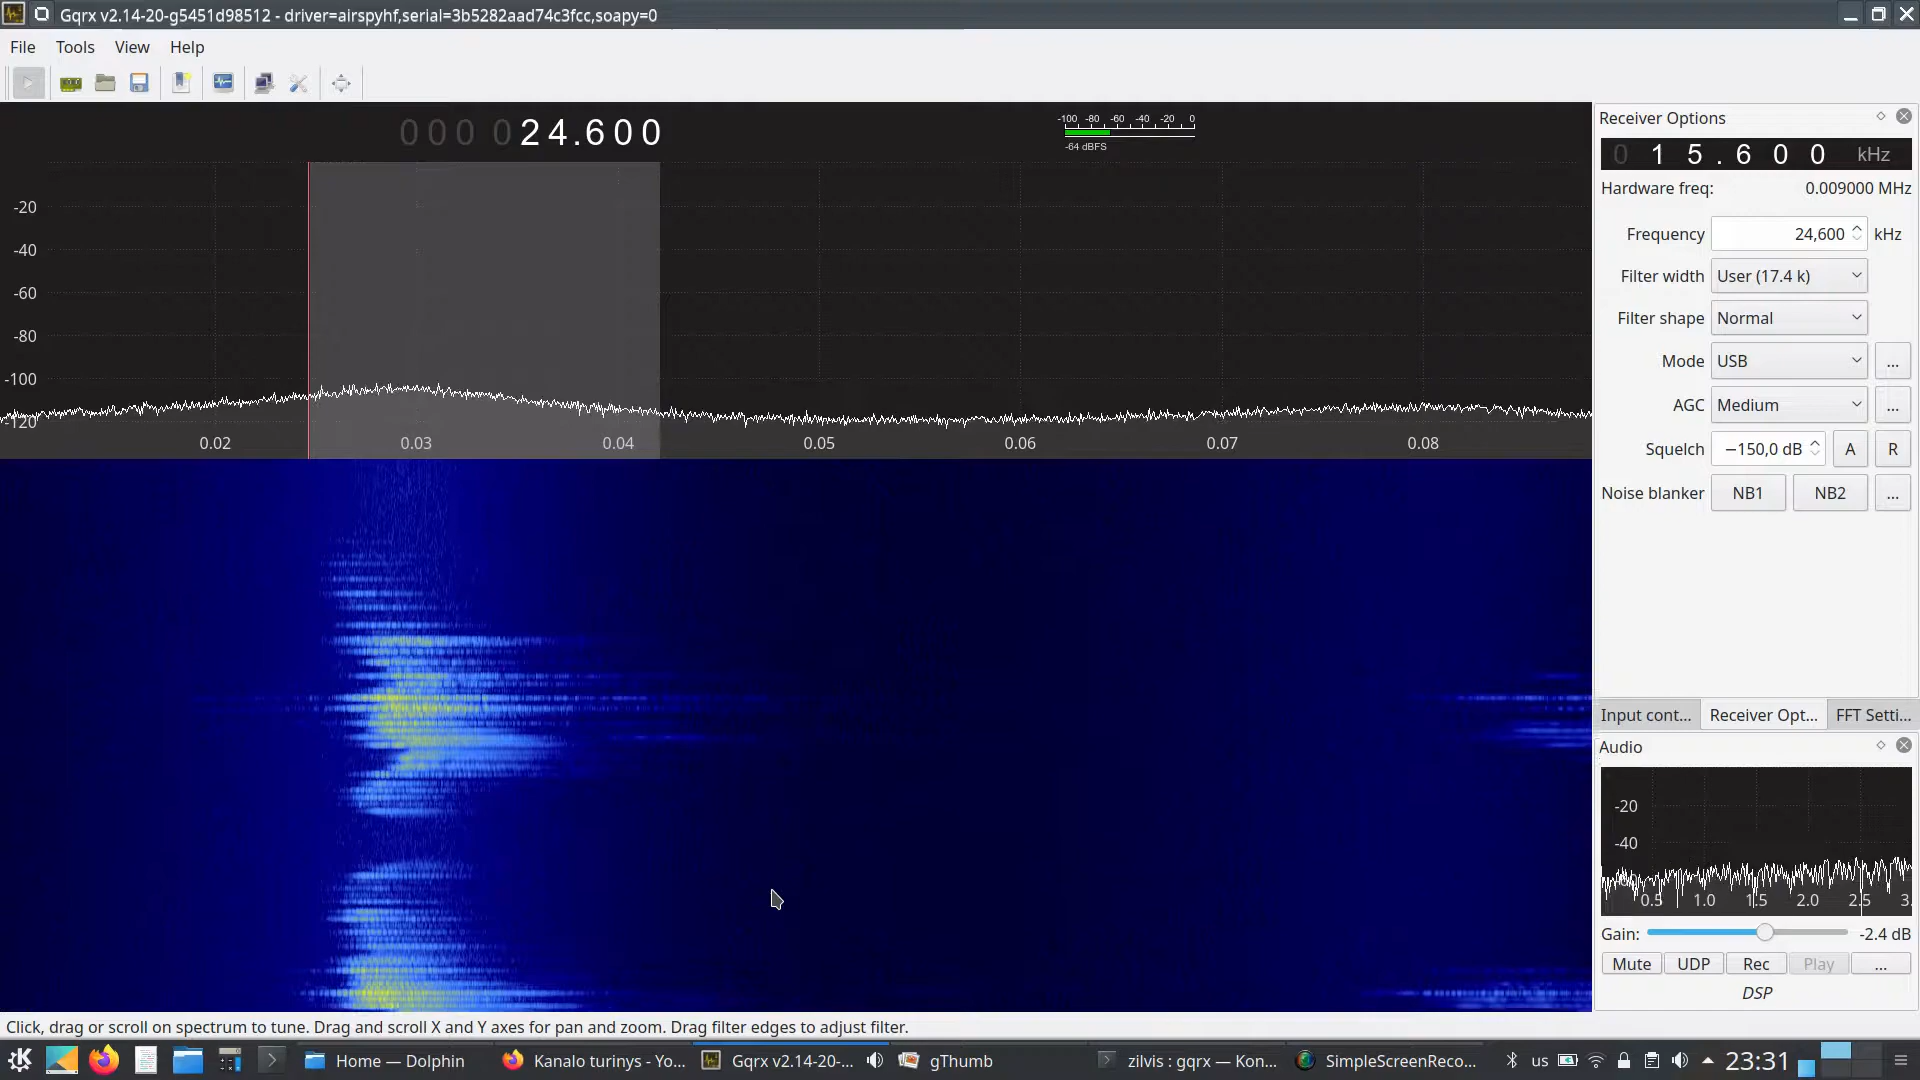 Gqrx v2.14-20-g5451d98512 - driver=airspyhf,serial=3b5282aad74c3fcc,soapy=0
File Tools View Help
000 024.600
-100 -80 -60 -40 -20 0
-64 dBFS
-20
-40
-60
-80
-100
-120
0.02 0.03 0.04 0.05 0.06 0.07 0.08
Receiver Options
0 15.600 kHz
Hardware freq: 0.009000 MHz
Frequency 24,600 kHz
Filter width User (17.4 k)
Filter shape Normal
Mode USB ...
AGC Medium ...
Squelch −150,0 dB A R
Noise blanker NB1 NB2 ...
Input cont... Receiver Opt... FFT Setti...
Audio
-20
-40
0.5 1.0 1.5 2.0 2.5 3.
Gain: -2.4 dB
Mute UDP Rec Play ...
DSP
Click, drag or scroll on spectrum to tune. Drag and scroll X and Y axes for pan and zoom. Drag filter edges to adjust filter.
Home — Dolphin Kanalo turinys - Yo... Gqrx v2.14-20-... gThumb zilvis : gqrx — Kon... SimpleScreenReco... us 23:31